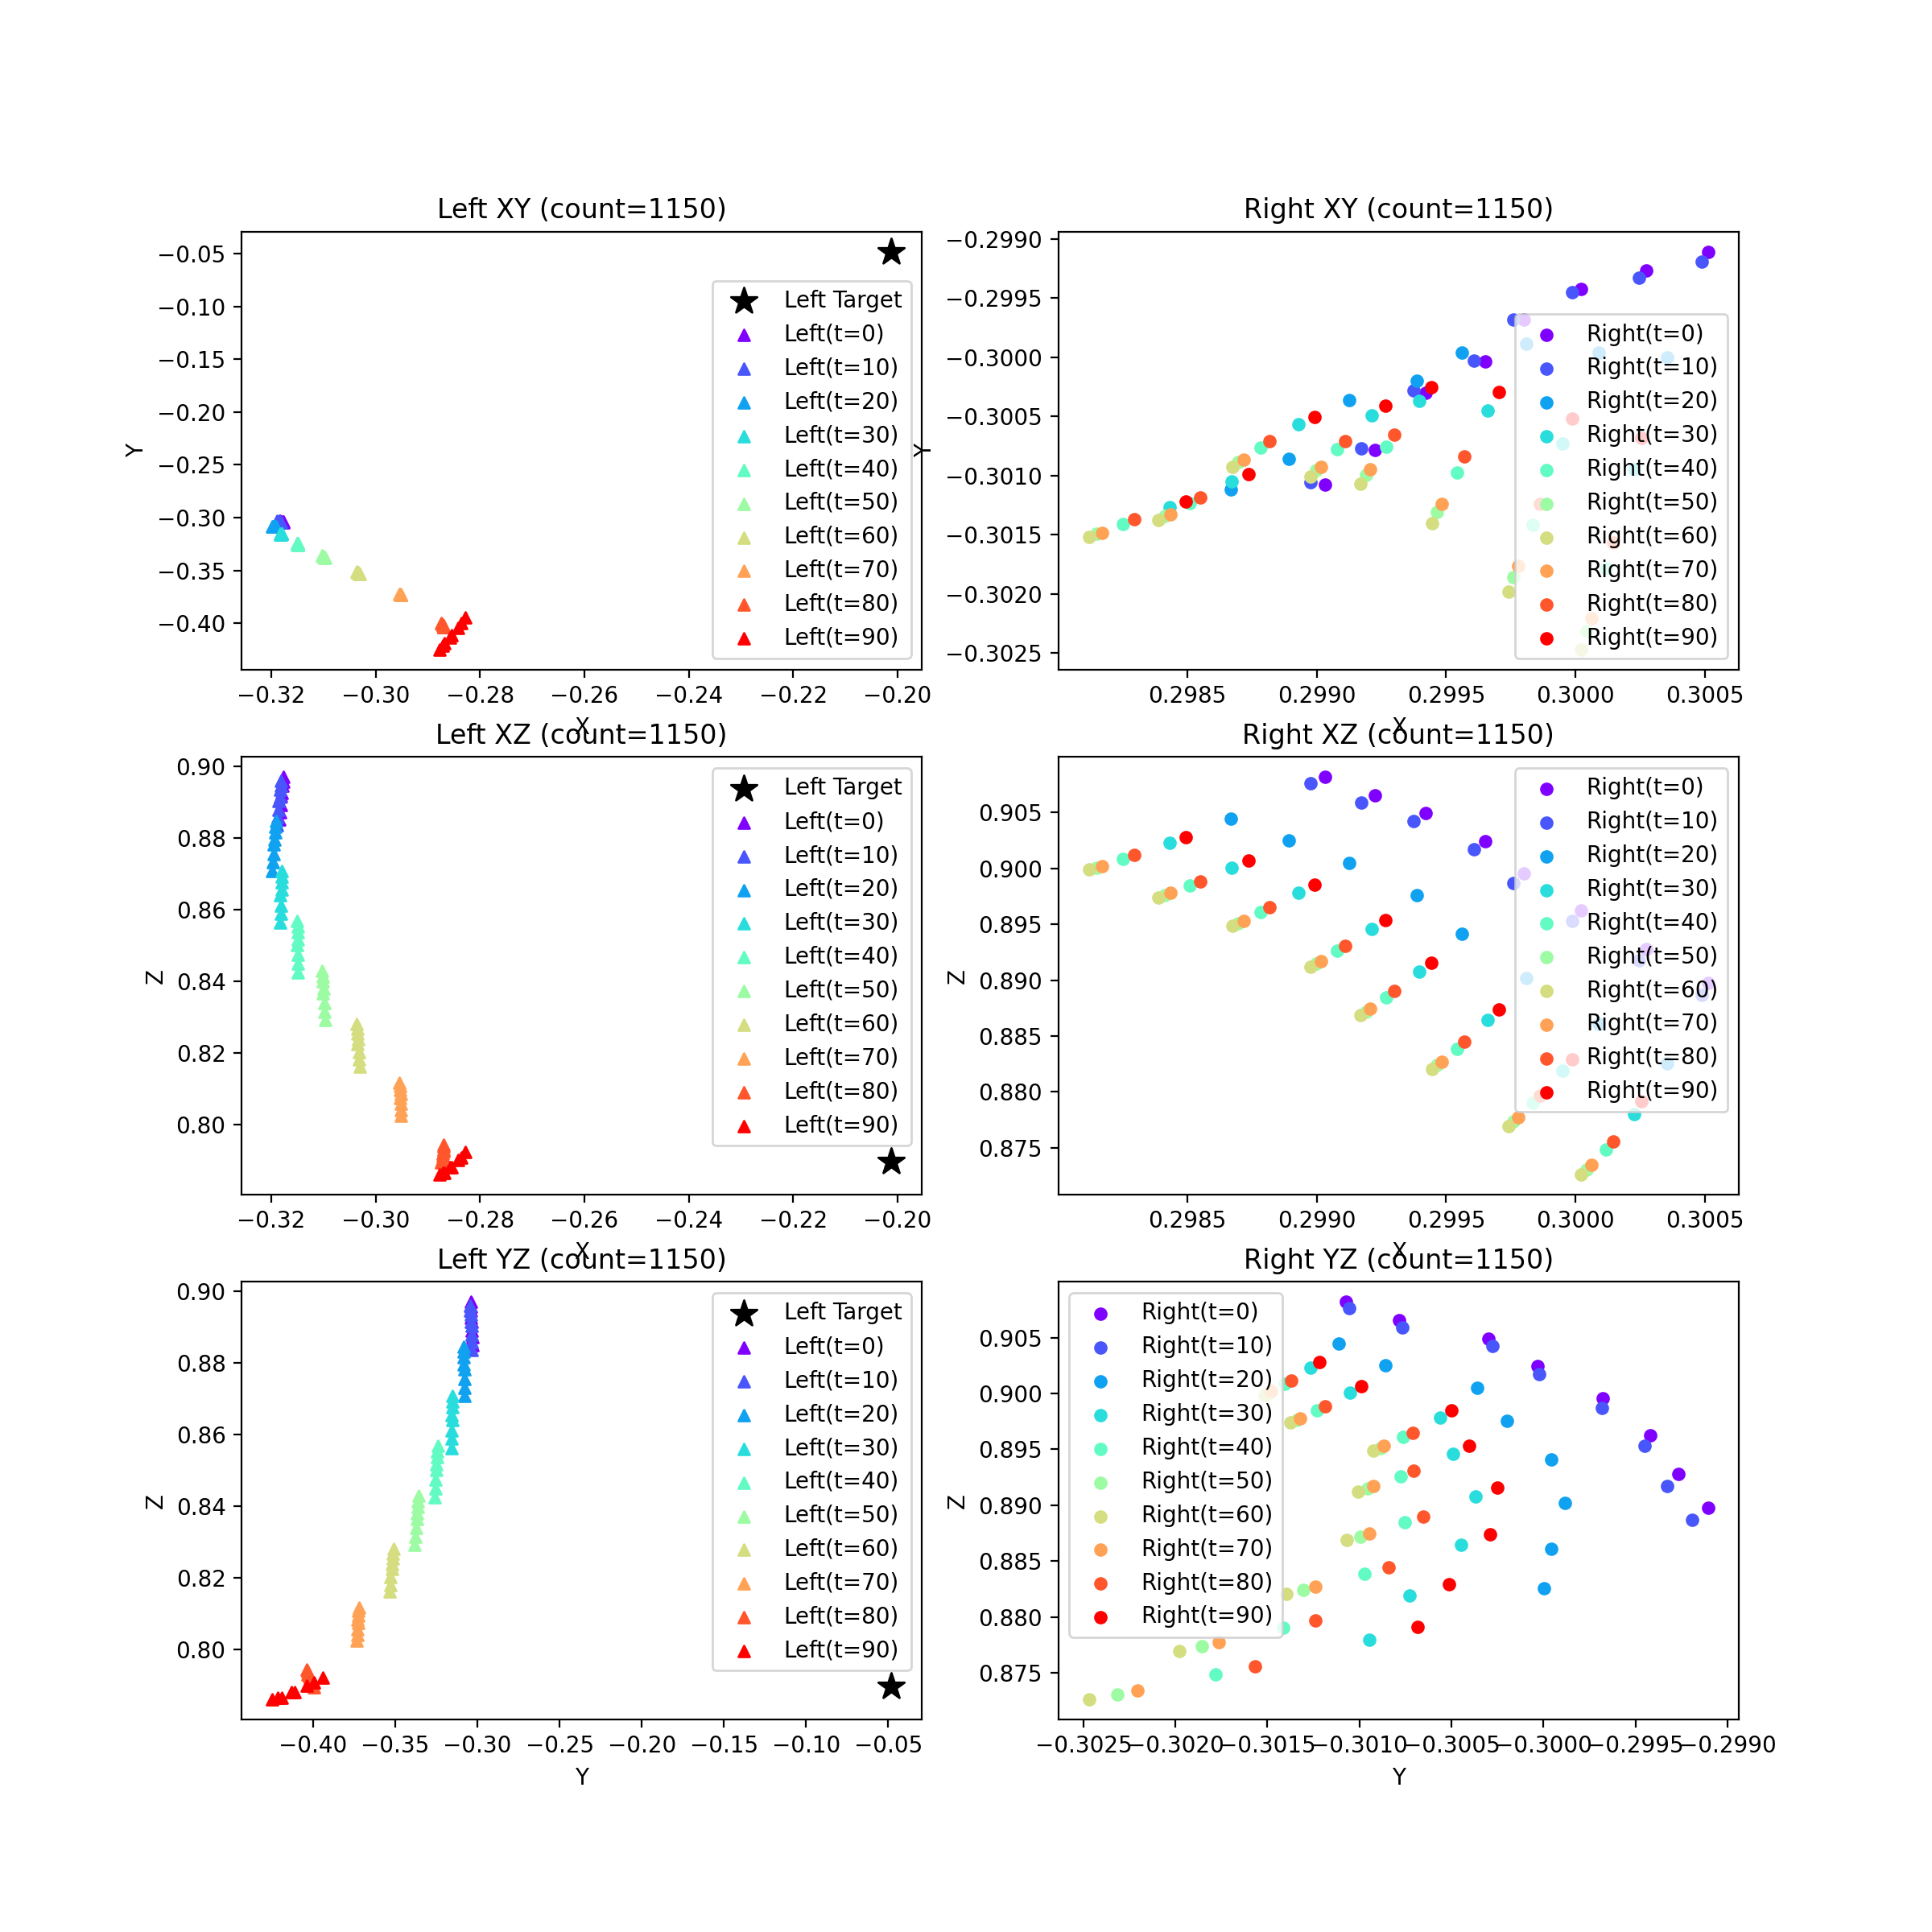 Left XY (count=1150)
−0.05
−0.10
−0.15
−0.20
−0.25
−0.30
−0.35
−0.40
Y
Left Target
Left(t=0)
Left(t=10)
Left(t=20)
Left(t=30)
Left(t=40)
Left(t=50)
Left(t=60)
Left(t=70)
Left(t=80)
Left(t=90)
−0.32 −0.30 −0.28 −0.26 −0.24 −0.22 −0.20
X
Right XY (count=1150)
−0.2990
−0.2995
−0.3000
−0.3005
−0.3010
−0.3015
−0.3020
−0.3025
Y
Right(t=0)
Right(t=10)
Right(t=20)
Right(t=30)
Right(t=40)
Right(t=50)
Right(t=60)
Right(t=70)
Right(t=80)
Right(t=90)
0.2985 0.2990 0.2995 0.3000 0.3005
X
Left XZ (count=1150)
0.90
0.88
0.86
0.84
0.82
0.80
Z
Left Target
Left(t=0)
Left(t=10)
Left(t=20)
Left(t=30)
Left(t=40)
Left(t=50)
Left(t=60)
Left(t=70)
Left(t=80)
Left(t=90)
−0.32 −0.30 −0.28 −0.26 −0.24 −0.22 −0.20
X
Right XZ (count=1150)
0.905
0.900
0.895
0.890
0.885
0.880
0.875
Z
Right(t=0)
Right(t=10)
Right(t=20)
Right(t=30)
Right(t=40)
Right(t=50)
Right(t=60)
Right(t=70)
Right(t=80)
Right(t=90)
0.2985 0.2990 0.2995 0.3000 0.3005
X
Left YZ (count=1150)
0.90
0.88
0.86
0.84
0.82
0.80
Z
Left Target
Left(t=0)
Left(t=10)
Left(t=20)
Left(t=30)
Left(t=40)
Left(t=50)
Left(t=60)
Left(t=70)
Left(t=80)
Left(t=90)
−0.40 −0.35 −0.30 −0.25 −0.20 −0.15 −0.10 −0.05
Y
Right YZ (count=1150)
0.905
0.900
0.895
0.890
0.885
0.880
0.875
Z
Right(t=0)
Right(t=10)
Right(t=20)
Right(t=30)
Right(t=40)
Right(t=50)
Right(t=60)
Right(t=70)
Right(t=80)
Right(t=90)
−0.3025 −0.3020 −0.3015 −0.3010 −0.3005 −0.3000 −0.2995 −0.2990
Y